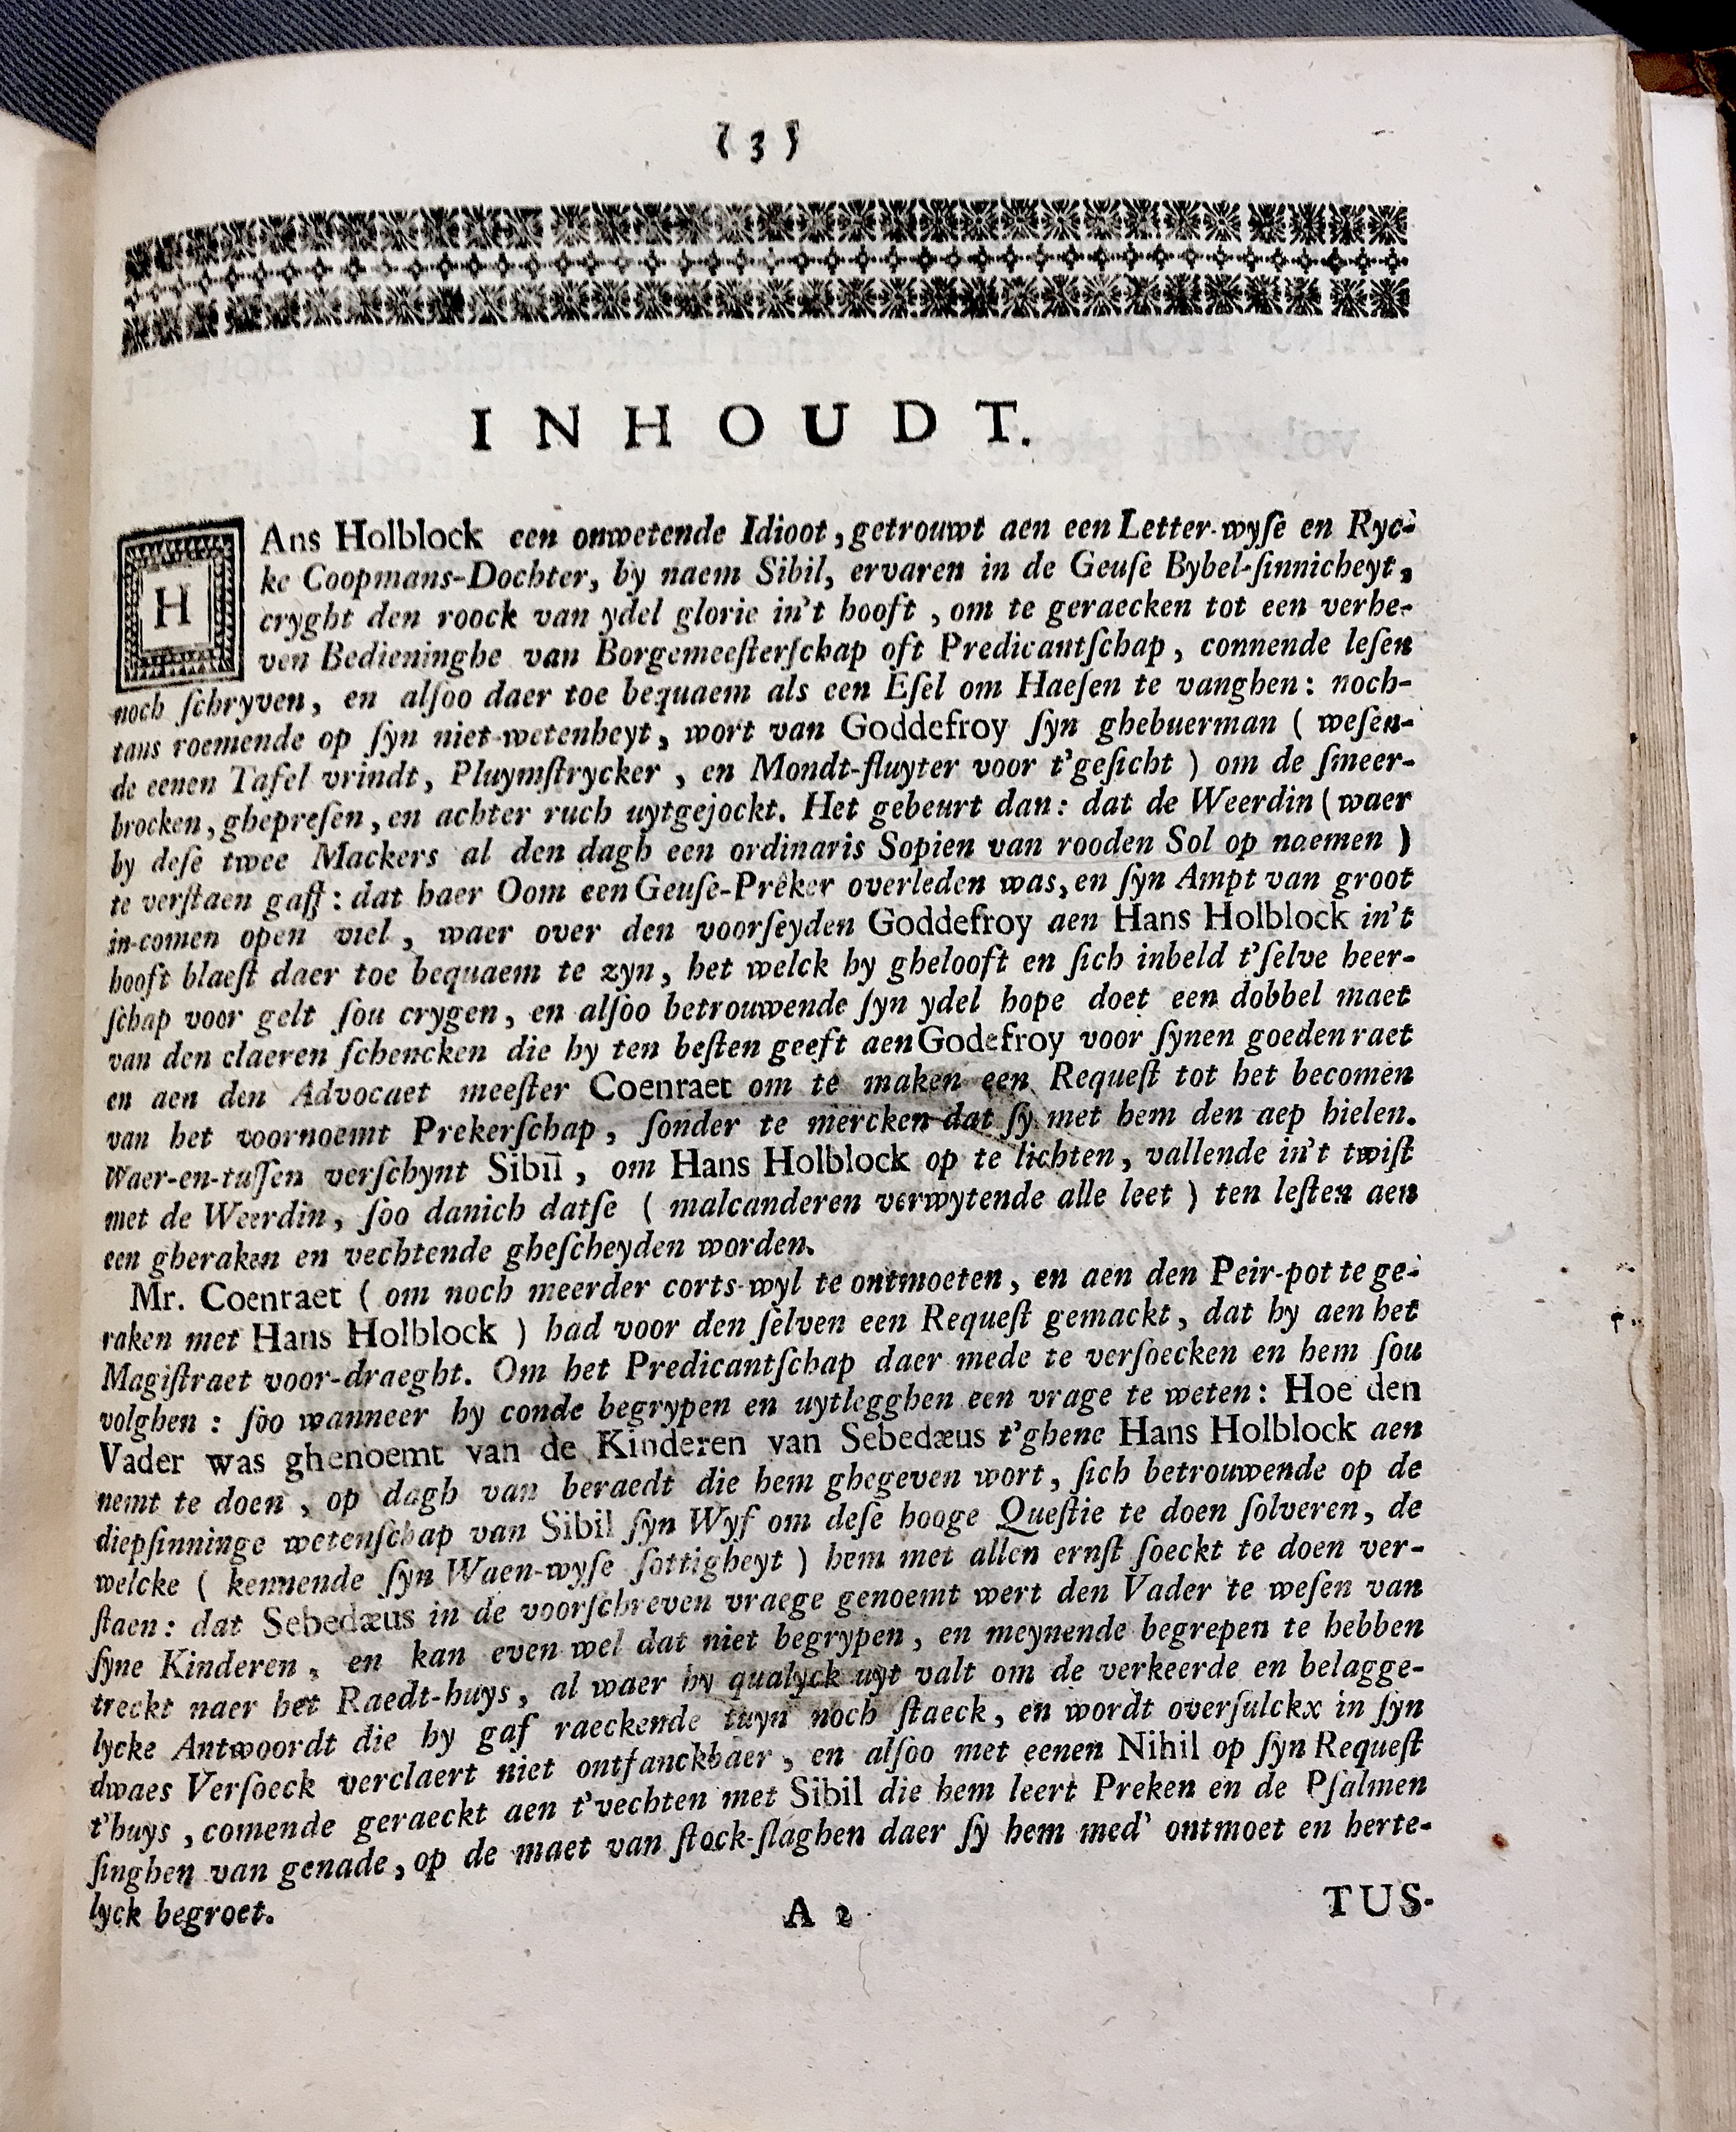 { 3 }
INHOUDT.
HAns Holblock een onwetende Idioot, getrouwt aen een Letter-wyſe en Ryc-
ke Coopmans-Dochter, by naem Sibil, ervaren in de Geuſe Bybel-ſinnicheyt,
cryght den roock van ydel glorie in't hooft, om te geraecken tot een verhe-
ven Bedieninghe van Borgemeeſterſchap oft Predicantſchap, connende leſen
noch ſchryven, en alſoo daer toe bequaem als een Eſel om Haeſen te vanghen: noch-
tans roemende op ſyn niet-wetenheyt, wort van Goddefroy ſyn ghebuerman ( weſen-
de eenen Tafel vrindt, Pluymſtrycker, en Mondt-fluyter voor t'geſicht ) om de ſmeer-
brocken, ghepreſen, en achter ruch uytgejockt. Het gebeurt dan: dat de Weerdin (waer
by deſe twee Mackers al den dagh een ordinaris Sopien van rooden Sol op naemen )
te verſtaen gaff: dat haer Oom een Geuſe-Preker overleden was, en ſyn Ampt van groot
in-comen open viel, waer over den voorſeyden Goddefroy aen Hans Holblock in't
hooft blaeſt daer toe bequaem te zyn, het welck hy ghelooft en ſich inbeld t'ſelve heer-
ſchap voor gelt ſou crygen, en alſoo betrouwende ſyn ydel hope doet een dobbel maet
van den claeren ſchencken die hy ten beſten geeft aen Godefroy voor ſynen goeden raet
en aen den Advocaet meeſter Coenraet om te maken een Requeſt tot het becomen
van het voornoemt Prekerſchap, ſonder te mercken dat ſy met hem den aep hielen.
Waer-en-tuſſen verſchynt Sibil, om Hans Holblock op te lichten, vallende in't twiſt
met de Weerdin, ſoo danich datſe ( malcanderen verwytende alle leet ) ten leſten aen
een gheraken en vechtende gheſcheyden worden.
Mr. Coenraet ( om noch meerder corts-wyl te ontmoeten, en aen den Peir-pot te ge-
raken met Hans Holblock ) had voor den ſelven een Requeſt gemackt, dat hy aen het
Magiſtraet voor-draeght. Om het Predicantſchap daer mede te verſoecken en hem ſou
volghen: ſoo wanneer hy conde begrypen en uytlegghen een vrage te weten: Hoe den
Vader was ghenoemt van de Kinderen van Sebedæus t'ghene Hans Holblock aen
nemt te doen, op dagh van beraedt die hem ghegeven wort, ſich betrouwende op de
diepſinninge wetenſchap van Sibil ſyn Wyf om deſe hooge Queſtie te doen ſolveren, de
welcke ( kennende ſyn Waen-wyſe ſottigheyt ) hem met allen ernſt ſoeckt te doen ver-
ſtaen: dat Sebedæus in de voorſchreven vraege genoemt wert den Vader te weſen van
ſyne Kinderen, en kan even wel dat niet begrypen, en meynende begrepen te hebben
treckt naer het Raedt-huys, al waer hy qualyck uyt valt om de verkeerde en belagge-
lycke Antwoordt die hy gaf raeckende tuyn noch ſtaeck, en wordt overſulckx in ſyn
dwaes Verſoeck verclaert niet ontfanckbaer, en alſoo met eenen Nihil op ſyn Requeſt
t'huys, comende geraeckt aen t'vechten met Sibil die hem leert Preken en de Pſalmen
ſinghen van genade, op de maet van ſtock-ſlaghen daer ſy hem med' ontmoet en herte-
lyck begroet.
A 2 TUS-